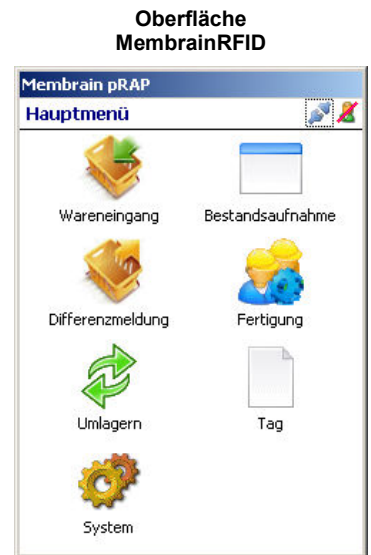 Oberfläche
MembrainRFID
Membrain pRAP
Hauptmenü
Wareneingang
Bestandsaufnahme
Differenzmeldung
Fertigung
Umlagern
Tag
System